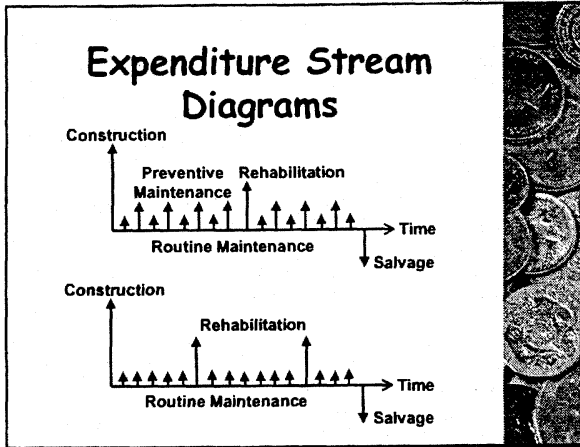 Expenditure Stream
Diagrams
Construction
Preventive Rehabilitation
Maintenance
Time
Routine Maintenance
Salvage
Construction
Rehabilitation
Time
Routine Maintenance
Salvage